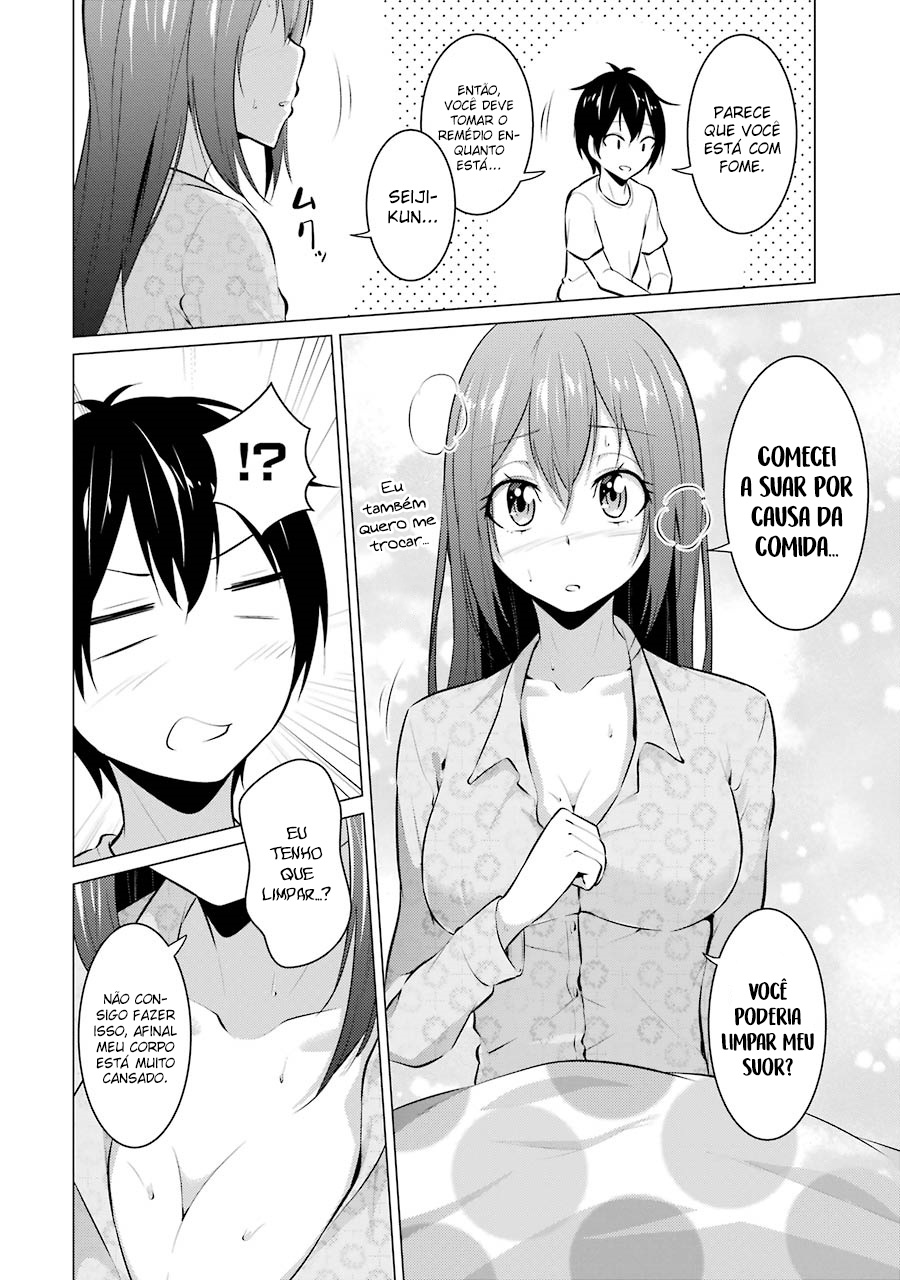 PARECE
QUE VOCÊ
ESTÁ COM
FOME.
ENTÃO,
VOCÊ DEVE
TOMAR O
REMÉDIO EN-
QUANTO
ESTÁ...
SEIJI-
KUN...
ムクッ
COMECEI
A SUAR POR
CAUSA DA
COMIDA...
Eu
também
quero me
trocar...
VOCÊ
PODERIA
LIMPAR MEU
SUOR?
!?
EU
TENHO
QUE
LIMPAR...?
NÃO CON-
SIGO FAZER
ISSO, AFINAL
MEU CORPO
ESTÁ MUITO
CANSADO.